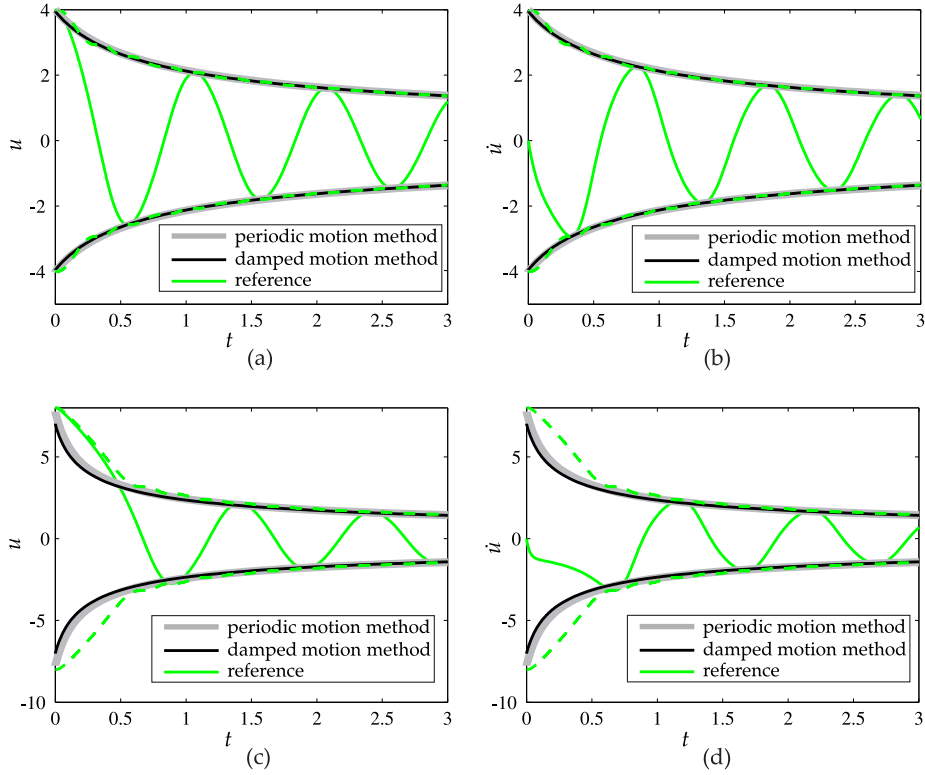 4
2
0
-2
-4
u
0
0.5
1
1.5
2
2.5
3
t
periodic motion method
damped motion method
reference
(a)
4
2
0
-2
-4
u̇
0
0.5
1
1.5
2
2.5
3
t
periodic motion method
damped motion method
reference
(b)
5
0
-5
-10
u
0
0.5
1
1.5
2
2.5
3
t
periodic motion method
damped motion method
reference
(c)
5
0
-5
-10
u̇
0
0.5
1
1.5
2
2.5
3
t
periodic motion method
damped motion method
reference
(d)